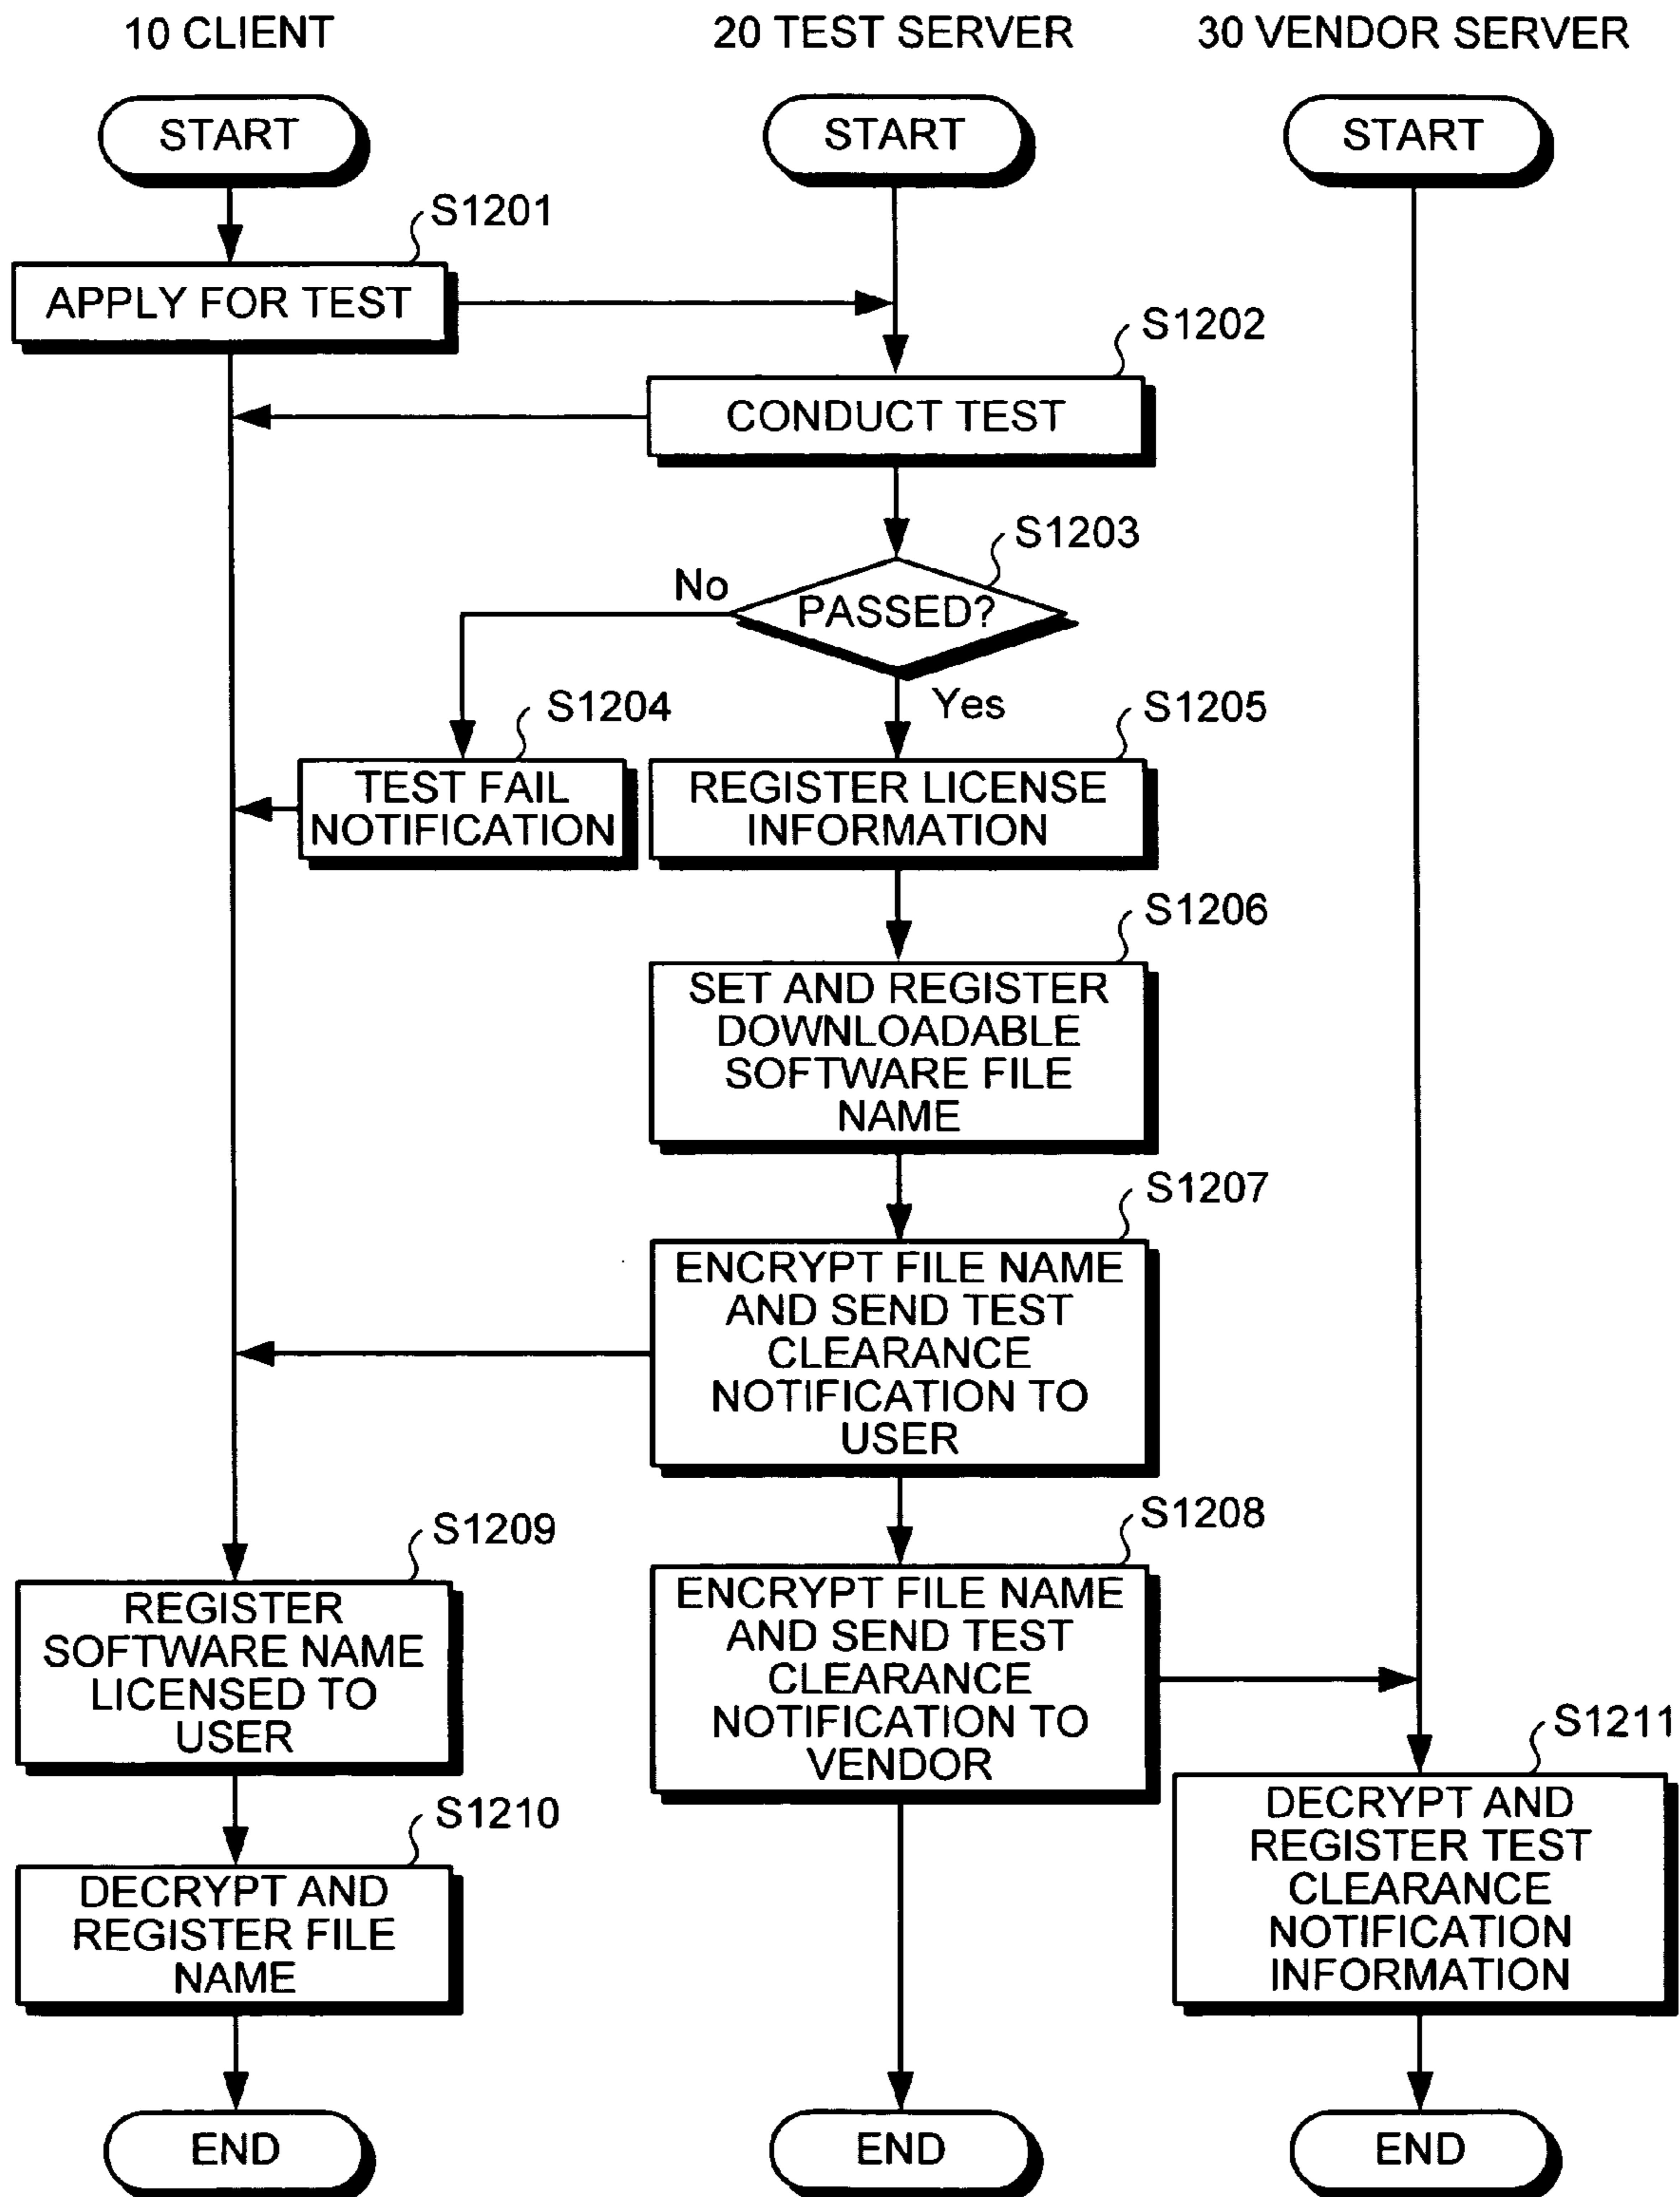 10 CLIENT
20 TEST SERVER
30 VENDOR SERVER
START
START
START
S1201
APPLY FOR TEST
S1202
CONDUCT TEST
S1203
PASSED?
No
Yes
S1204
TEST FAIL
NOTIFICATION
S1205
REGISTER LICENSE
INFORMATION
S1206
SET AND REGISTER
DOWNLOADABLE
SOFTWARE FILE
NAME
S1207
ENCRYPT FILE NAME
AND SEND TEST
CLEARANCE
NOTIFICATION TO
USER
S1208
ENCRYPT FILE NAME
AND SEND TEST
CLEARANCE
NOTIFICATION TO
VENDOR
S1209
REGISTER
SOFTWARE NAME
LICENSED TO
USER
S1210
DECRYPT AND
REGISTER FILE
NAME
S1211
DECRYPT AND
REGISTER TEST
CLEARANCE
NOTIFICATION
INFORMATION
END
END
END